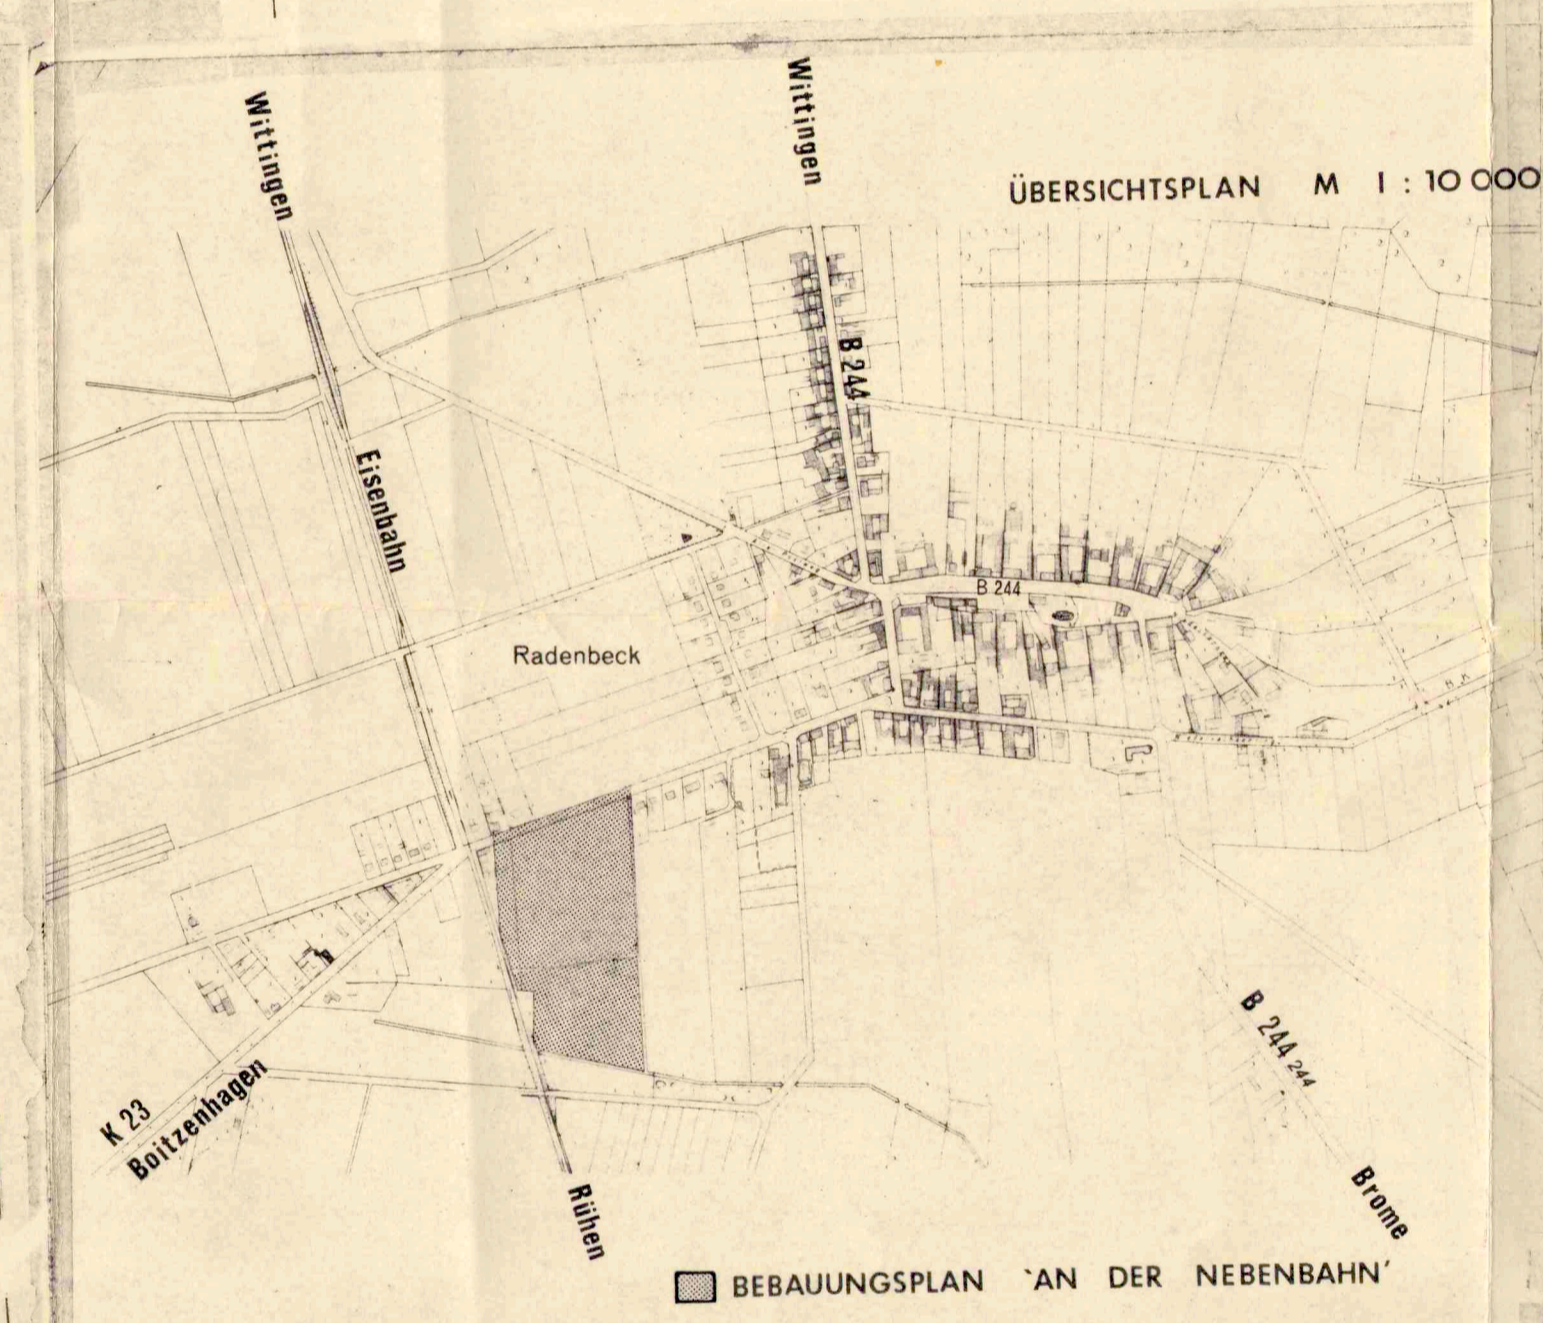 Wittingen
Wittingen
ÜBERSICHTSPLAN M 1 : 10 000
B 244
Eisenbahn
B 244
Radenbeck
B 244
244
K 23
Boitzenhagen
Brome
Rühen
BEBAUUNGSPLAN `AN DER NEBENBAHN´